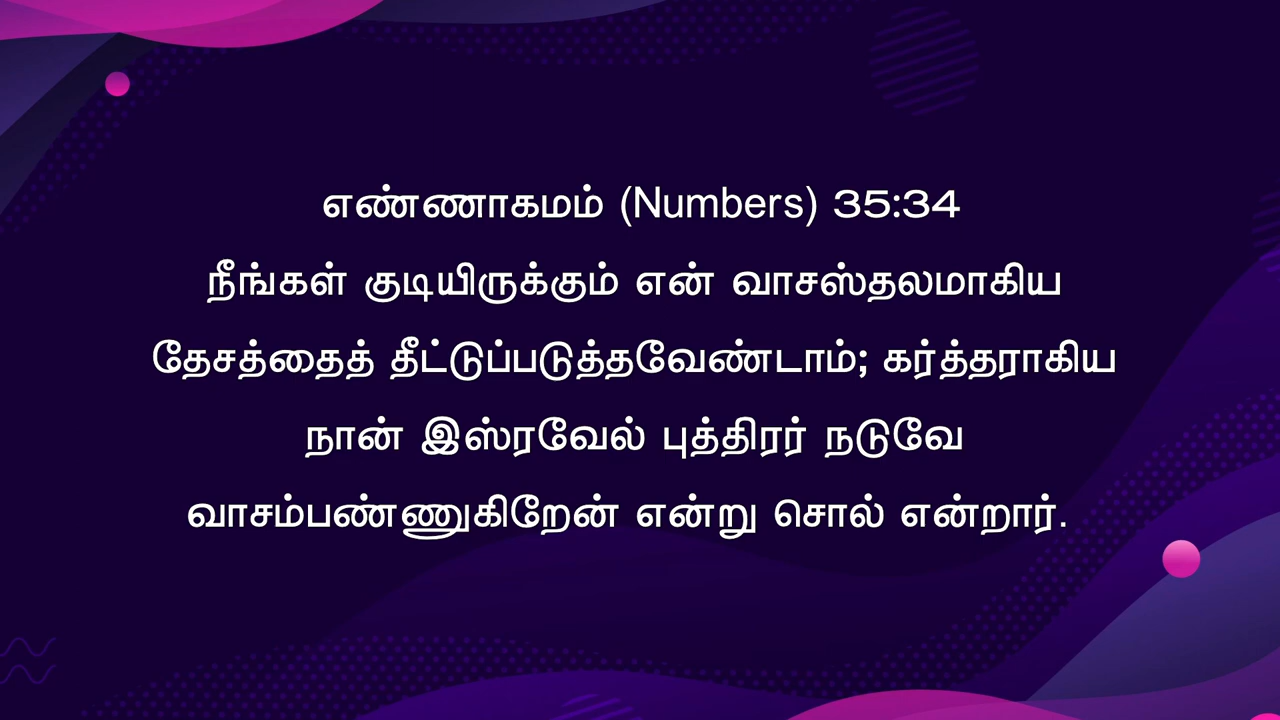 எண்ணாகமம் (Numbers) 35:34
நீங்கள் குடியிருக்கும் என் வாசஸ்தலமாகிய
தேசத்தைத் தீட்டுப்படுத்தவேண்டாம்; கர்த்தராகிய
நான் இஸ்ரவேல் புத்திரர் நடுவே
வாசம்பண்ணுகிறேன் என்று சொல் என்றார்.